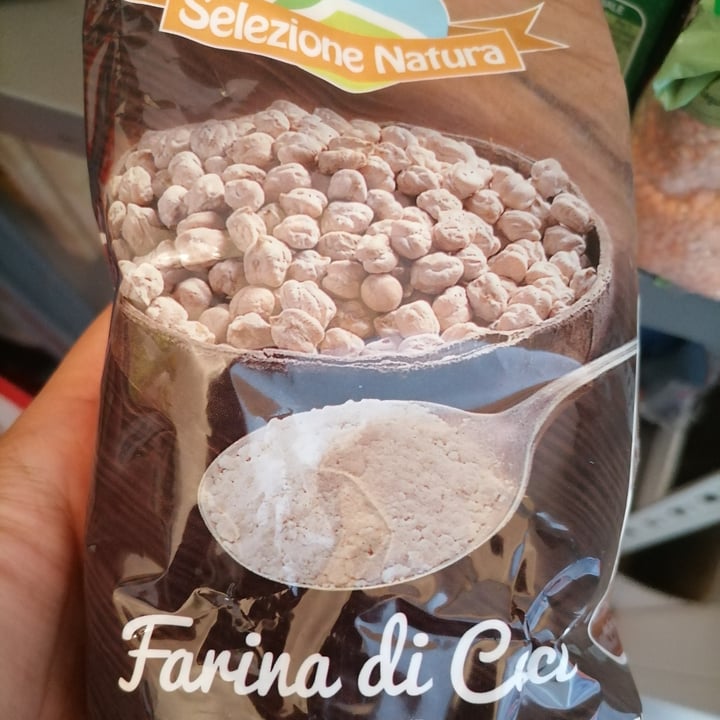 Selezione Natura
Farina di Ceci